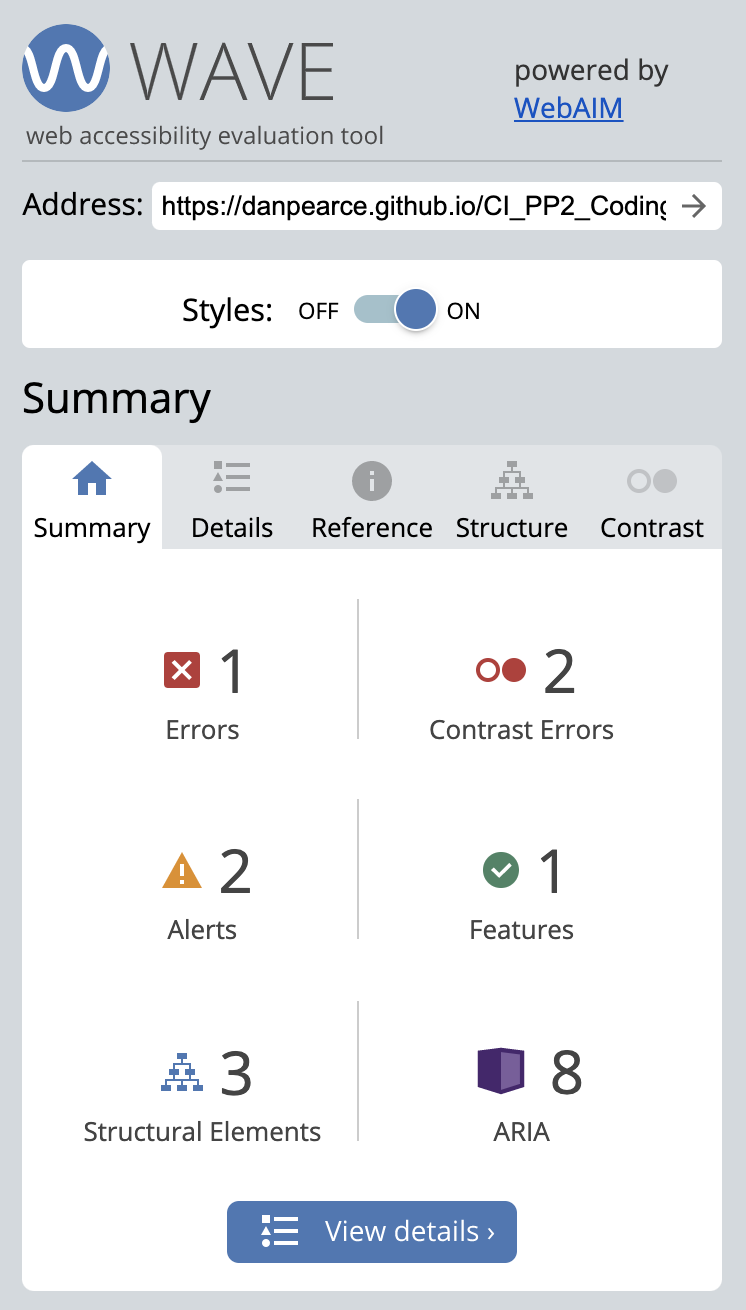 WAVE
powered by
WebAIM
web accessibility evaluation tool
Address: https://danpearce.github.io/CI_PP2_Coding
Styles: OFF ON
Summary
Summary Details Reference Structure Contrast
1 2
Errors Contrast Errors
2 1
Alerts Features
3 8
Structural Elements ARIA
View details ›